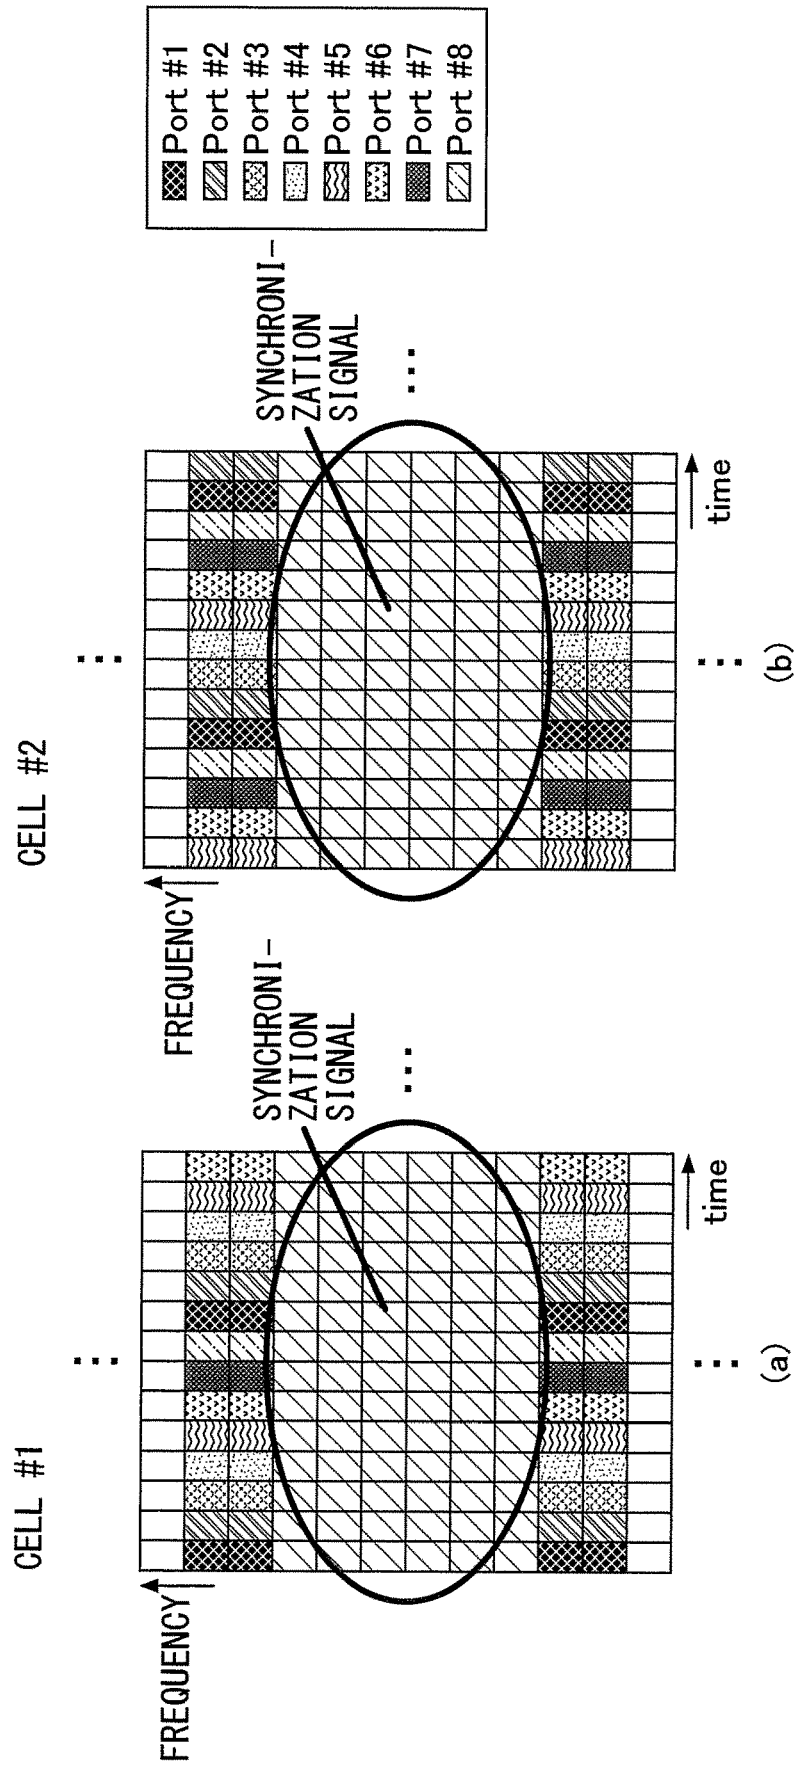 CELL #1
FREQUENCY
SYNCHRONI-
ZATION
SIGNAL
...
...
...
time
(a)
CELL #2
FREQUENCY
SYNCHRONI-
ZATION
SIGNAL
...
...
...
time
(b)
Port #1
Port #2
Port #3
Port #4
Port #5
Port #6
Port #7
Port #8